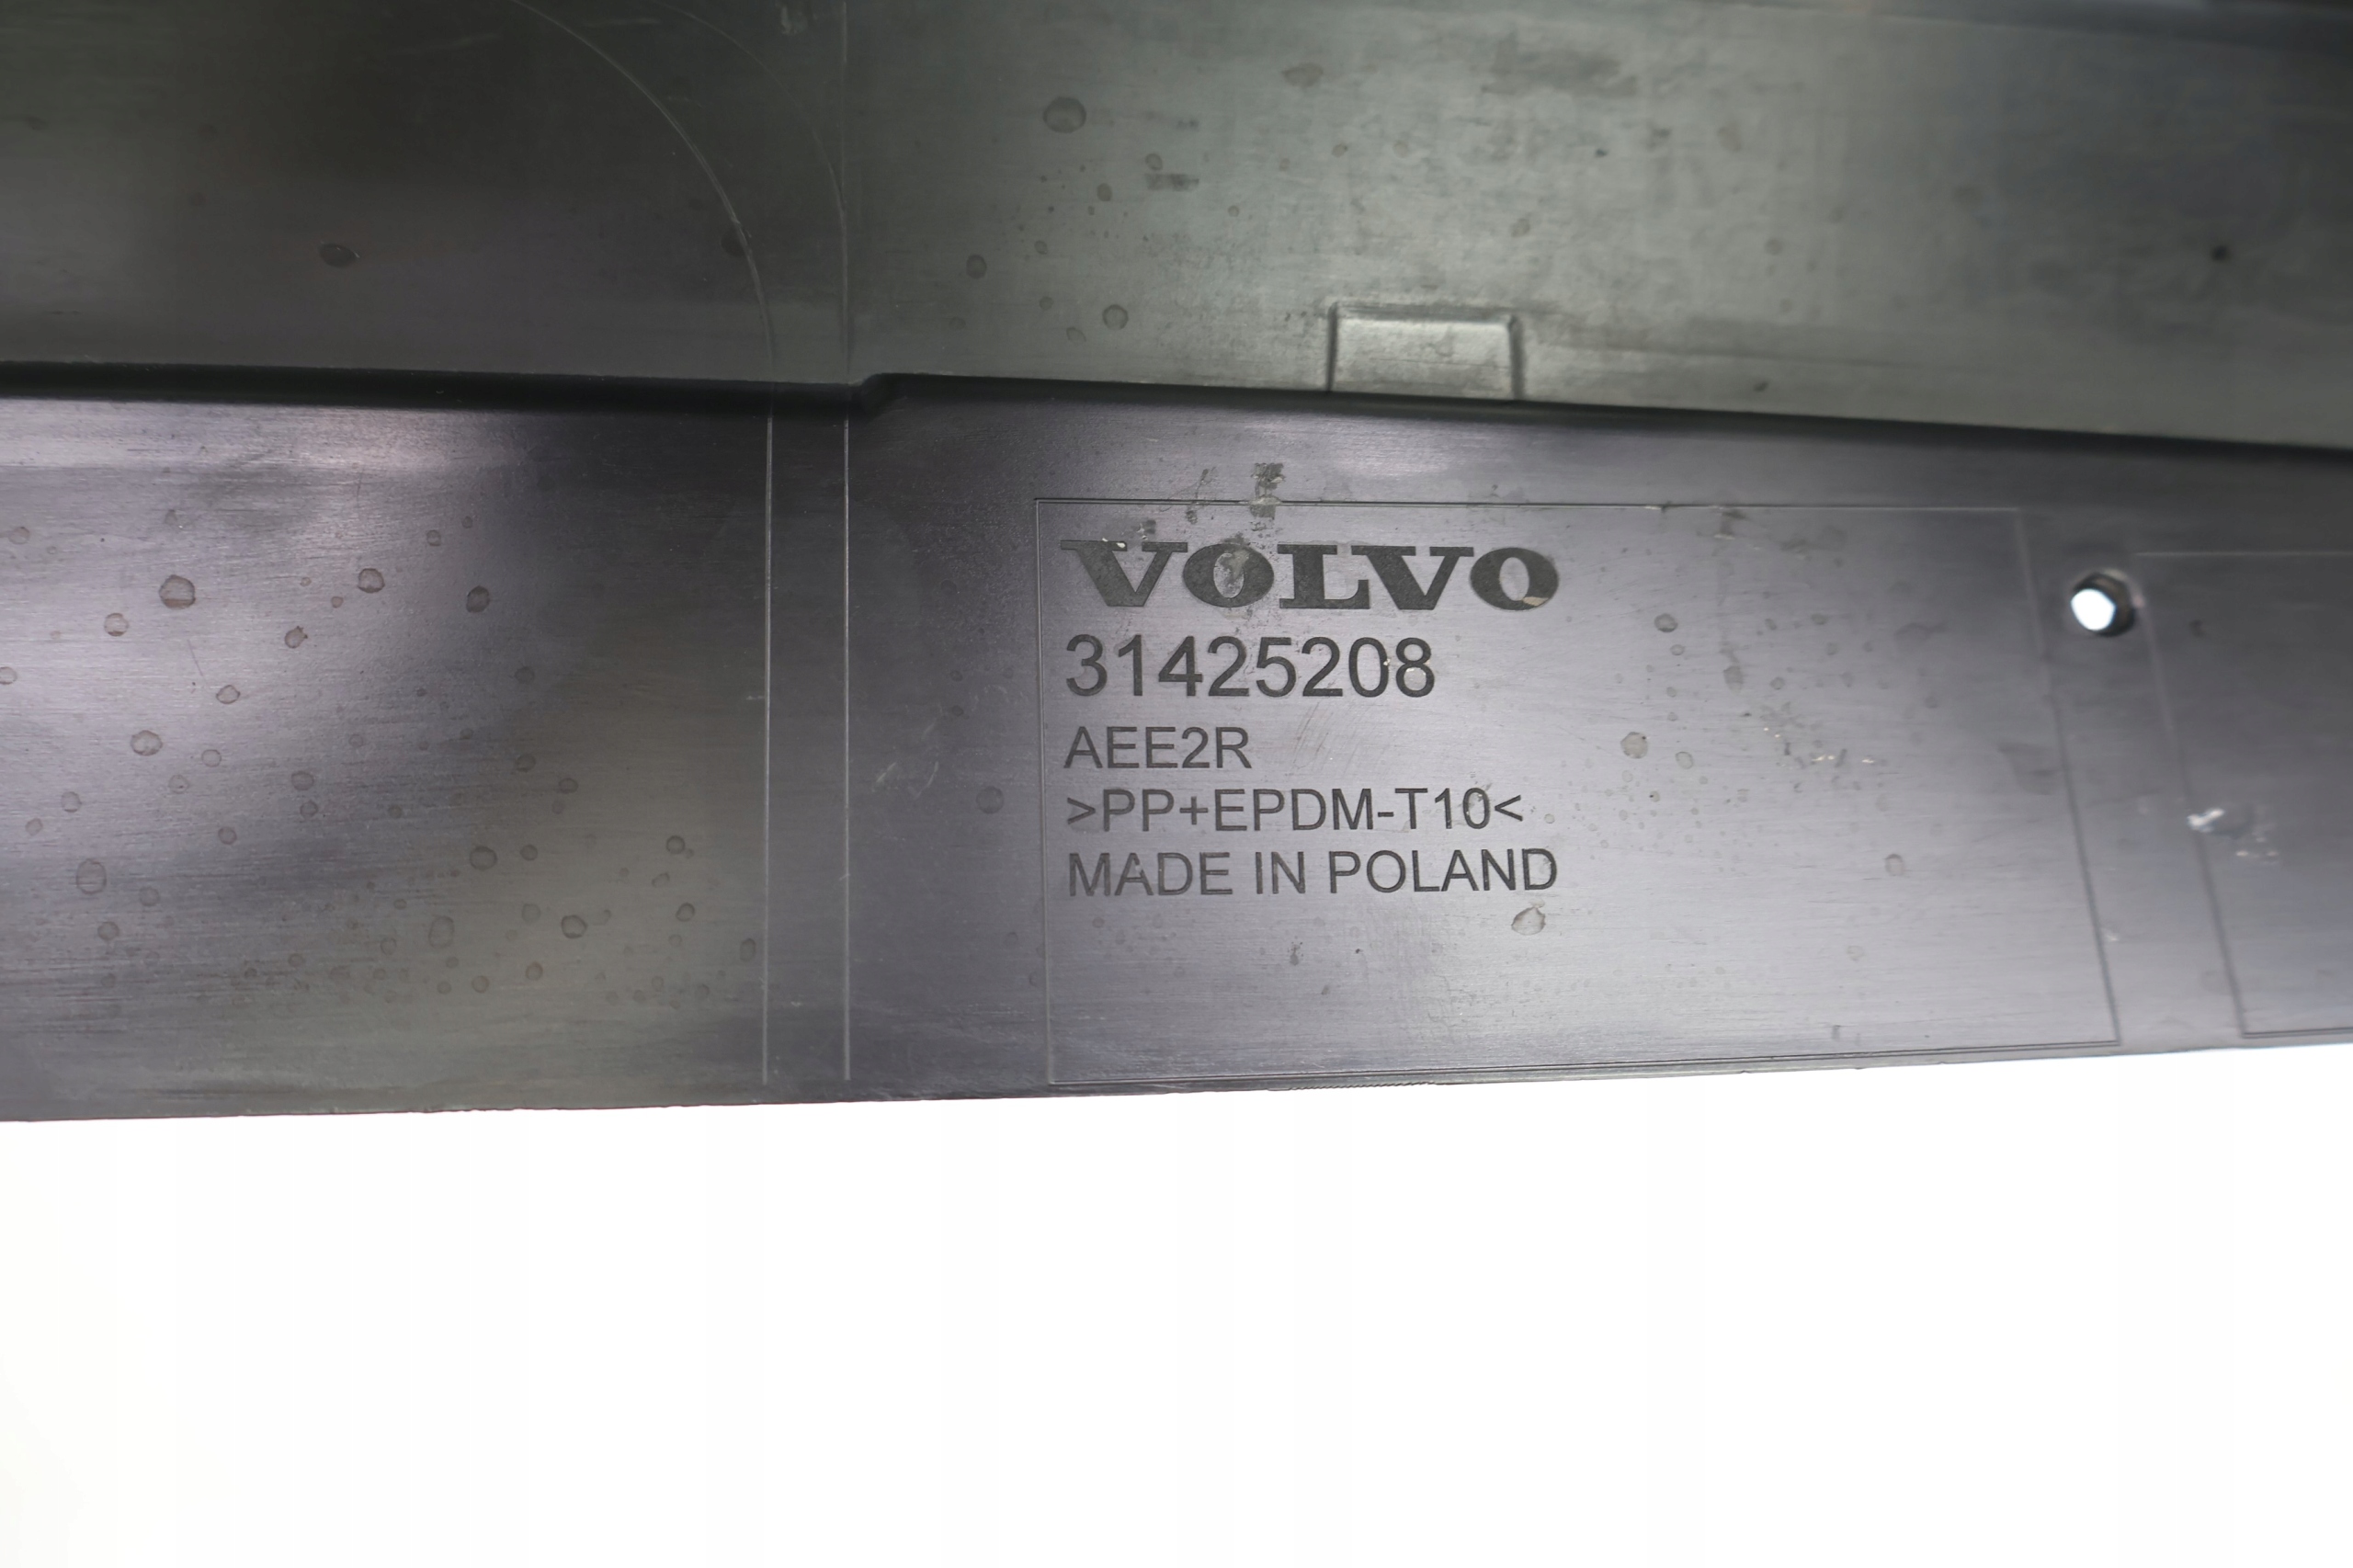 VOLVO
31425208
AEE2R
>PP+EPDM-T10<
MADE IN POLAND